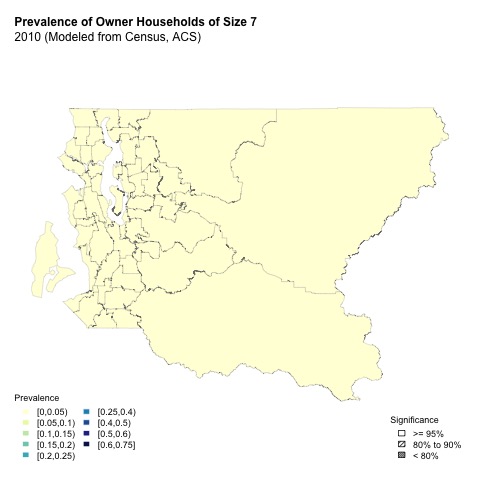 Prevalence of Owner Households of Size 7
2010 (Modeled from Census, ACS)
Prevalence
[0,0.05)
[0.05,0.1)
[0.1,0.15)
[0.15,0.2)
[0.2,0.25)
[0.25,0.4)
[0.4,0.5)
[0.5,0.6)
[0.6,0.75]
Significance
>= 95%
80% to 90%
< 80%